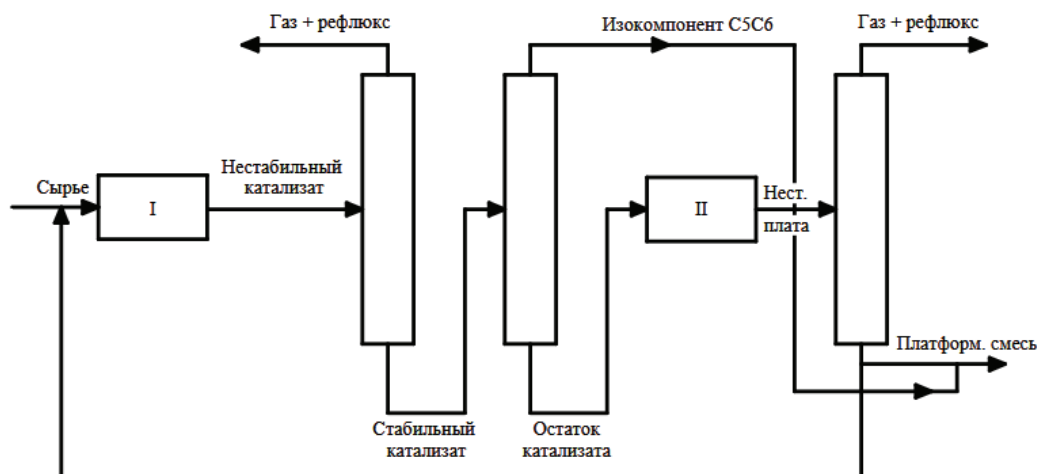 Газ + рефлюкс
Изокомпонент С5С6
Газ + рефлюкс
Сырье
I
Нестабильный
катализат
II
Нест.
плата
Платформ. смесь
Стабильный
катализат
Остаток
катализата